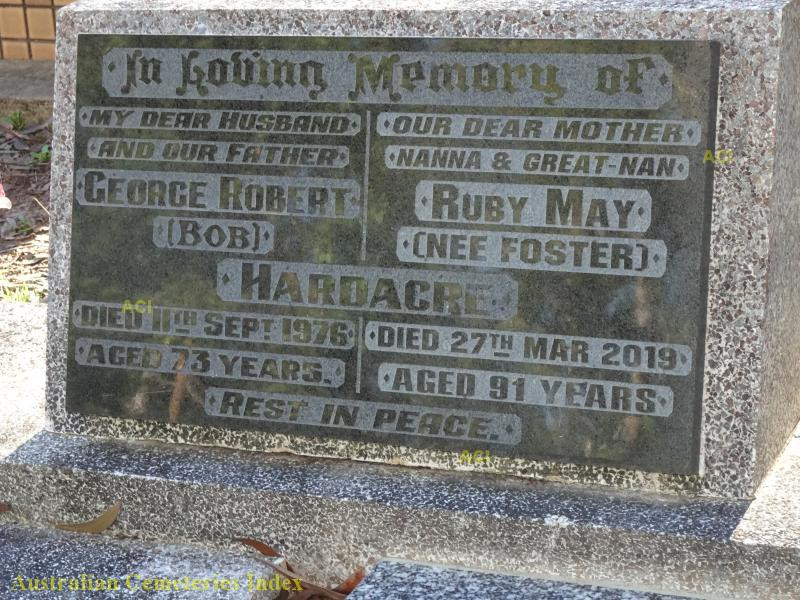 In Loving Memory of
MY DEAR HUSBAND
AND OUR FATHER
GEORGE ROBERT
(BOB)
OUR DEAR MOTHER
NANNA & GREAT-NAN
RUBY MAY
(NEE FOSTER)
HARDACRE
DIED 11TH SEPT. 1976
AGED 73 YEARS.
DIED 27TH MAR 2019
AGED 91 YEARS
REST IN PEACE.
ACI
ACI
ACI
Australian Cemeteries Index